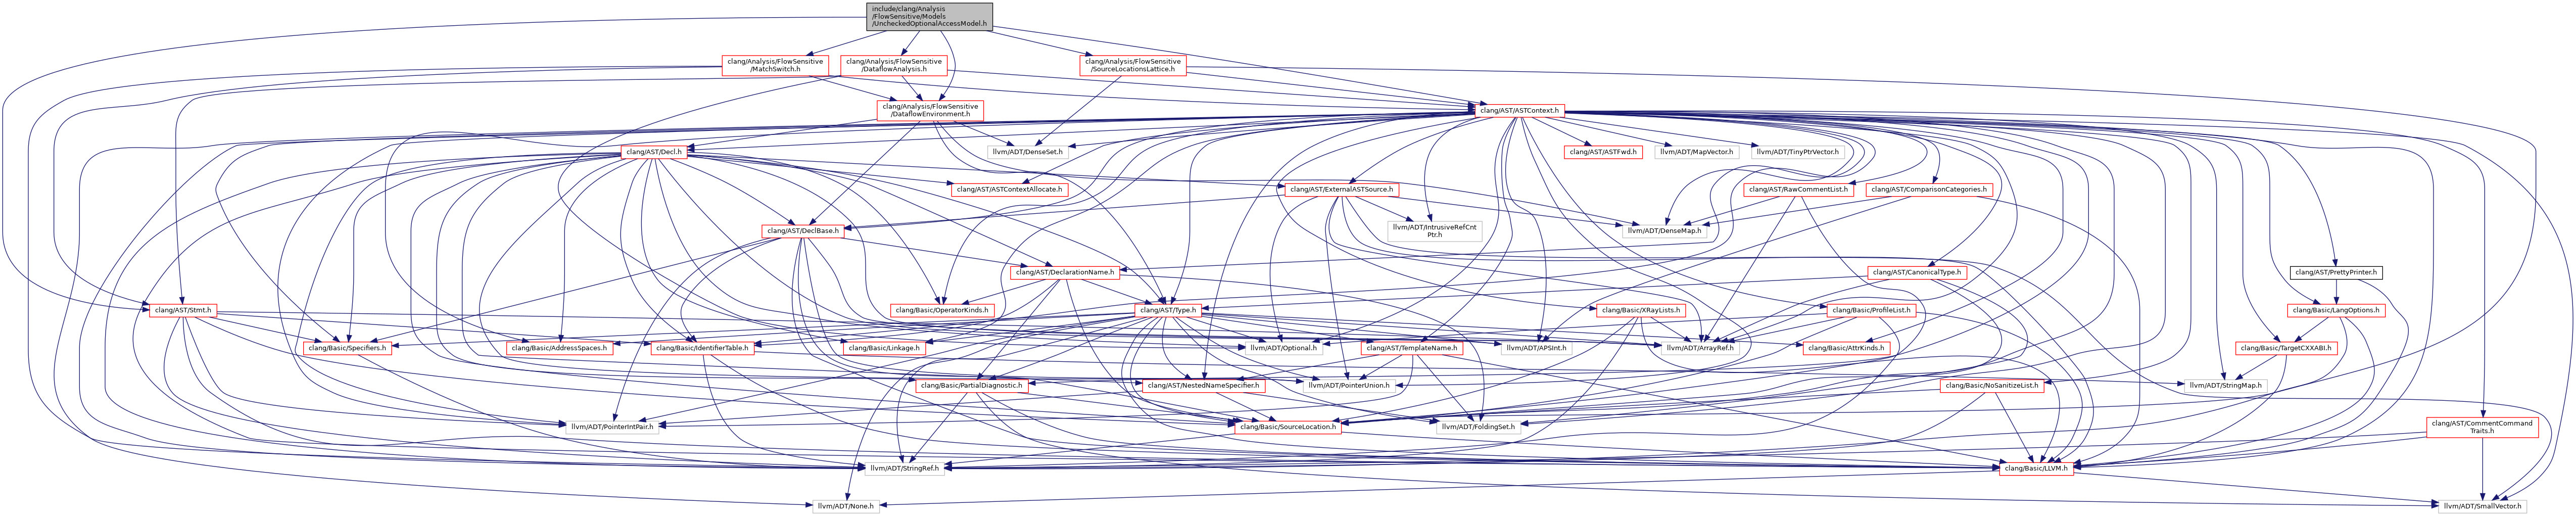 include/clang/Analysis
/FlowSensitive/Models
/UncheckedOptionalAccessModel.h
clang/Analysis/FlowSensitive
/MatchSwitch.h
clang/Analysis/FlowSensitive
/DataflowAnalysis.h
clang/Analysis/FlowSensitive
/SourceLocationsLattice.h
clang/Analysis/FlowSensitive
/DataflowEnvironment.h
clang/AST/ASTContext.h
clang/AST/Decl.h
llvm/ADT/DenseSet.h
clang/AST/ASTFwd.h
llvm/ADT/MapVector.h
llvm/ADT/TinyPtrVector.h
clang/AST/ASTContextAllocate.h
clang/AST/ExternalASTSource.h
clang/AST/RawCommentList.h
clang/AST/ComparisonCategories.h
clang/AST/DeclBase.h
llvm/ADT/IntrusiveRefCnt
Ptr.h
llvm/ADT/DenseMap.h
clang/AST/DeclarationName.h
clang/AST/CanonicalType.h
clang/AST/PrettyPrinter.h
clang/AST/Stmt.h
clang/Basic/OperatorKinds.h
clang/AST/Type.h
clang/Basic/XRayLists.h
clang/Basic/ProfileList.h
clang/Basic/LangOptions.h
clang/Basic/Specifiers.h
clang/Basic/AddressSpaces.h
clang/Basic/IdentifierTable.h
clang/Basic/Linkage.h
llvm/ADT/Optional.h
clang/AST/TemplateName.h
llvm/ADT/APSInt.h
llvm/ADT/ArrayRef.h
clang/Basic/AttrKinds.h
clang/Basic/TargetCXXABI.h
clang/Basic/PartialDiagnostic.h
clang/AST/NestedNameSpecifier.h
llvm/ADT/PointerUnion.h
clang/Basic/NoSanitizeList.h
llvm/ADT/StringMap.h
llvm/ADT/PointerIntPair.h
clang/Basic/SourceLocation.h
llvm/ADT/FoldingSet.h
clang/AST/CommentCommand
Traits.h
llvm/ADT/StringRef.h
clang/Basic/LLVM.h
llvm/ADT/None.h
llvm/ADT/SmallVector.h